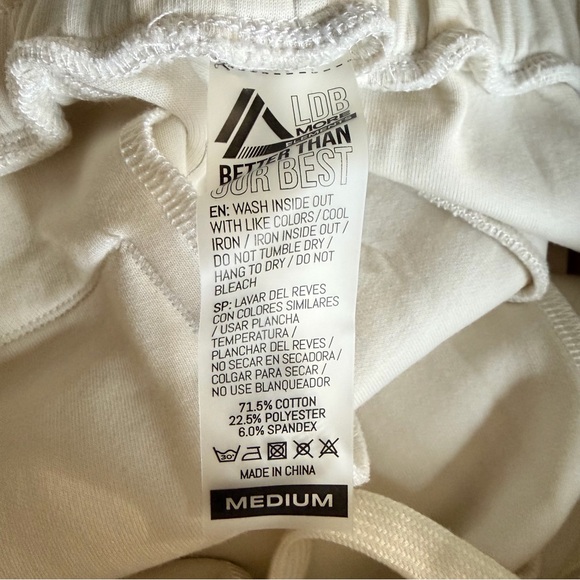 LDB
MORE
ELEMENTS
BETTER THAN
OUR BEST
EN: WASH INSIDE OUT
WITH LIKE COLORS / COOL
IRON / IRON INSIDE OUT /
DO NOT TUMBLE DRY /
HANG TO DRY / DO NOT
BLEACH
SP: LAVAR DEL REVES
CON COLORES SIMILARES
/ USAR PLANCHA
TEMPERATURA /
PLANCHAR DEL REVES /
NO SECAR EN SECADORA /
COLGAR PARA SECAR /
NO USE BLANQUEADOR
71.5% COTTON
22.5% POLYESTER
6.0% SPANDEX
30°
MADE IN CHINA
MEDIUM